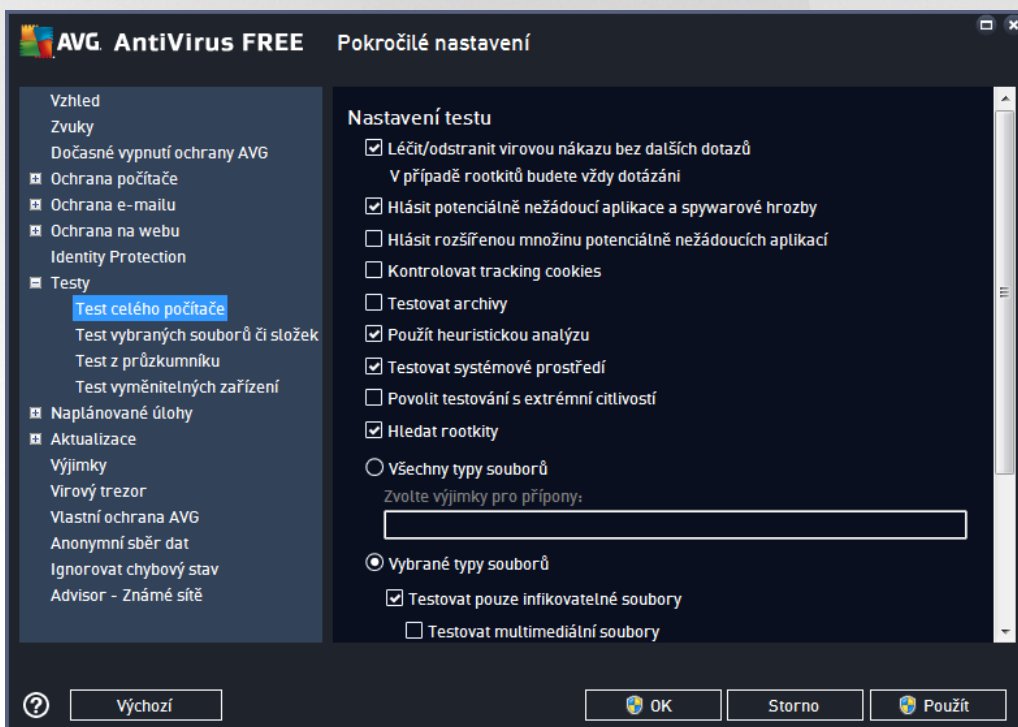 AVG. AntiVirus FREE Pokročilé nastavení
Vzhled
Zvuky
Dočasné vypnutí ochrany AVG
Ochrana počítače
Ochrana e-mailu
Ochrana na webu
Identity Protection
Testy
Test celého počítače
Test vybraných souborů či složek
Test z průzkumníku
Test vyměnitelných zařízení
Naplánované úlohy
Aktualizace
Výjimky
Virový trezor
Vlastní ochrana AVG
Anonymní sběr dat
Ignorovat chybový stav
Advisor - Známé sítě
Nastavení testu
Léčit/odstranit virovou nákazu bez dalších dotazů
V případě rootkitů budete vždy dotázáni
Hlásit potenciálně nežádoucí aplikace a spywarové hrozby
Hlásit rozšířenou množinu potenciálně nežádoucích aplikací
Kontrolovat tracking cookies
Testovat archivy
Použít heuristickou analýzu
Testovat systémové prostředí
Povolit testování s extrémní citlivostí
Hledat rootkity
Všechny typy souborů
Zvolte výjimky pro přípony:
Vybrané typy souborů
Testovat pouze infikovatelné soubory
Testovat multimediální soubory
Výchozí
OK
Storno
Použít